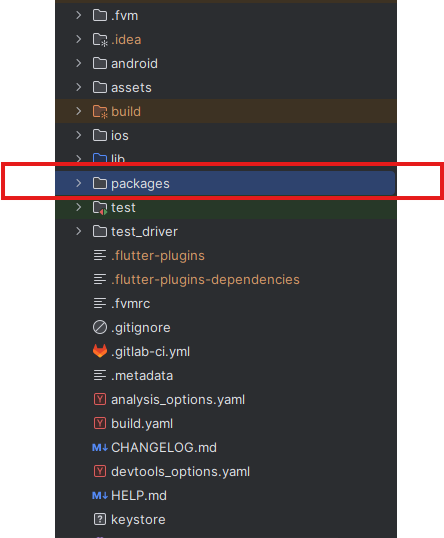 .fvm
.idea
android
assets
build
ios
lib
packages
test
test_driver
.flutter-plugins
.flutter-plugins-dependencies
.fvmrc
.gitignore
.gitlab-ci.yml
.metadata
Y analysis_options.yaml
Y build.yaml
M↓ CHANGELOG.md
Y devtools_options.yaml
M↓ HELP.md
? keystore